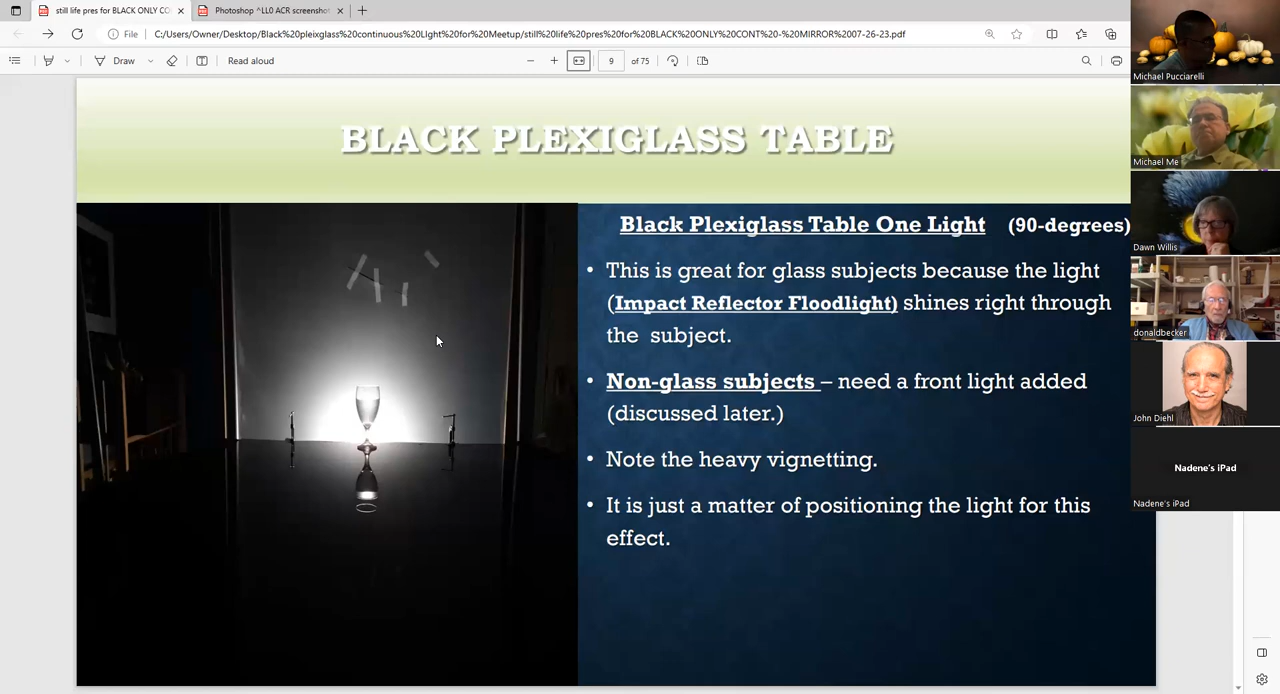 still life pres for BLACK ONLY CO
Photoshop ^LL0 ACR screenshot
File
C:/Users/Owner/Desktop/Black%20pleixglass%20continuous%20LIght%20for%20Meetup/still%20life%20pres%20for%20BLACK%20ONLY%20CONT%20-%20MIRROR%2007-26-23.pdf
Draw
Read aloud
9
of 75
BLACK PLEXIGLASS TABLE
Black Plexiglass Table One Light (90-degrees)
• This is great for glass subjects because the light
(Impact Reflector Floodlight) shines right through
the subject.
• Non-glass subjects – need a front light added
(discussed later.)
• Note the heavy vignetting.
• It is just a matter of positioning the light for this
effect.
Michael Pucciarelli
Michael Me
Dawn Willis
donaldbecker
John Diehl
Nadene's iPad
Nadene's iPad